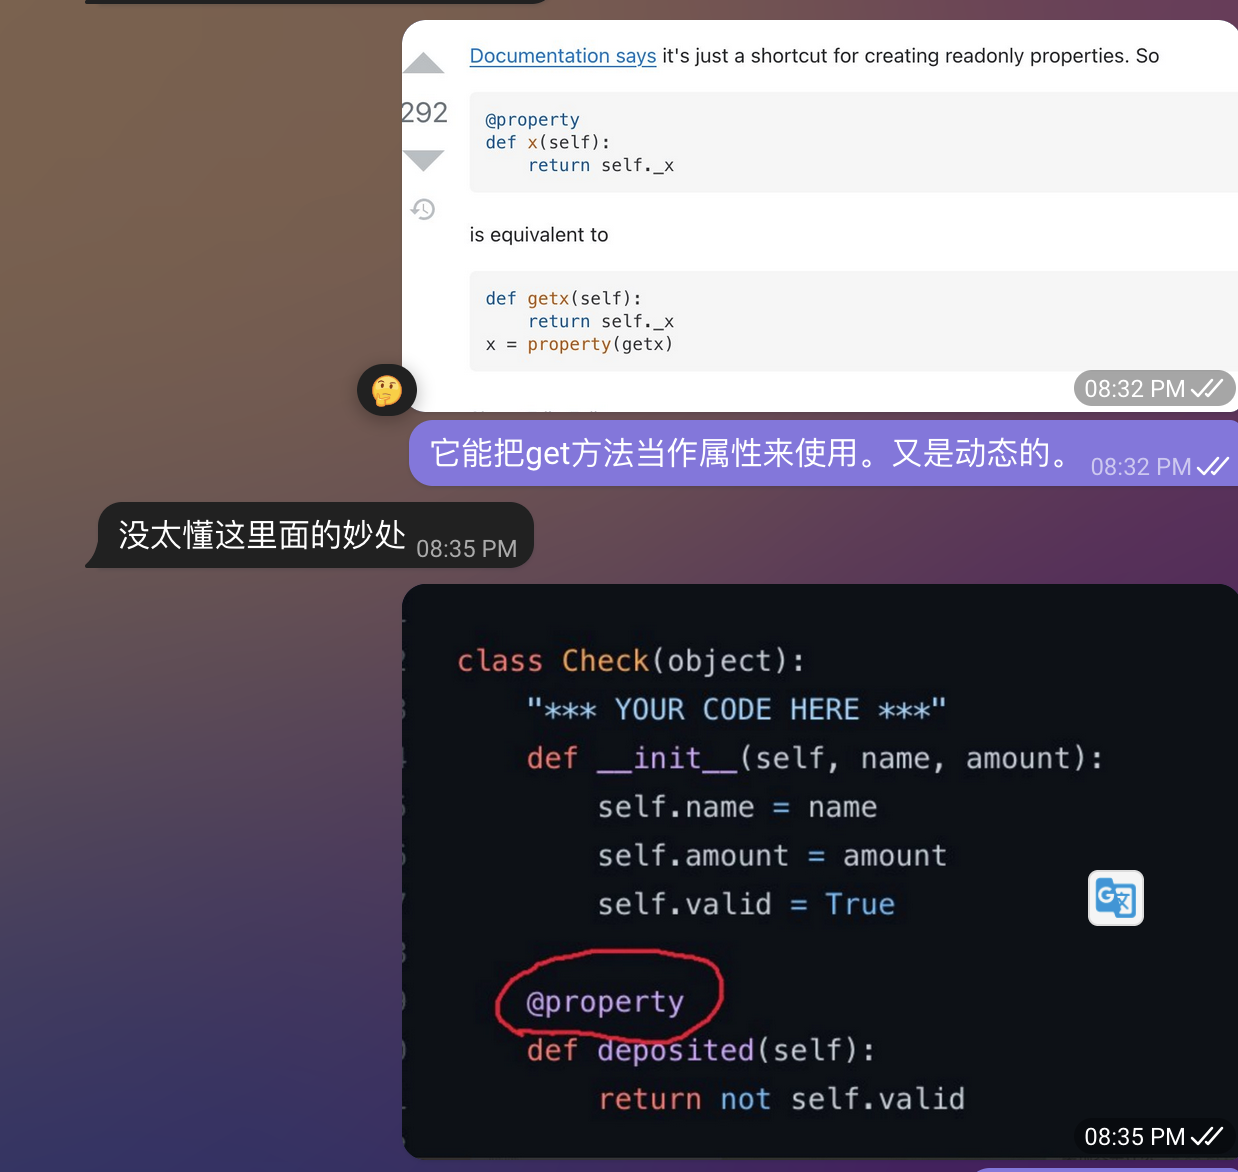 Documentation says it's just a shortcut for creating readonly properties. So
292
@property
def x(self):
    return self._x
is equivalent to
def getx(self):
    return self._x
x = property(getx)
08:32 PM
它能把get方法当作属性来使用。又是动态的。 08:32 PM
没太懂这里面的妙处 08:35 PM
class Check(object):
    "*** YOUR CODE HERE ***"
    def __init__(self, name, amount):
        self.name = name
        self.amount = amount
        self.valid = True
    @property
    def deposited(self):
        return not self.valid
08:35 PM